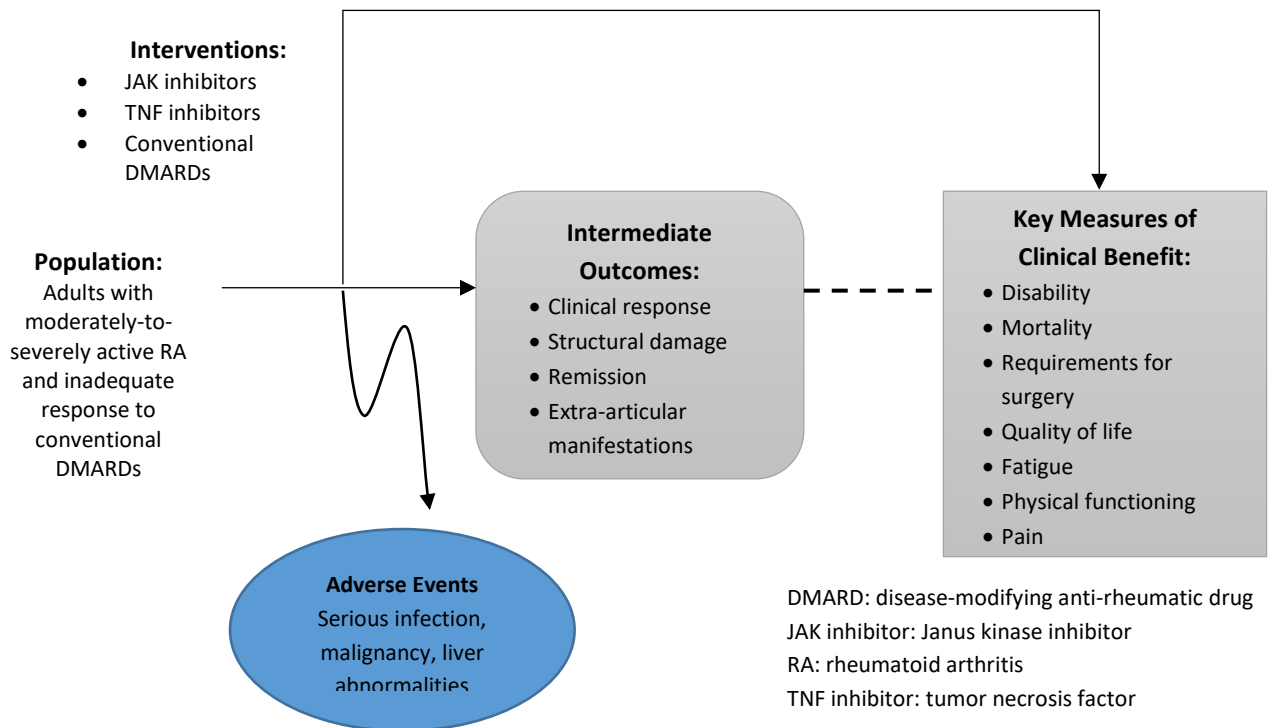 Interventions:
• JAK inhibitors
• TNF inhibitors
• Conventional
DMARDs
Population:
Adults with
moderately-to-
severely active RA
and inadequate
response to
conventional
DMARDs
Intermediate
Outcomes:
• Clinical response
• Structural damage
• Remission
• Extra-articular
manifestations
Key Measures of
Clinical Benefit:
• Disability
• Mortality
• Requirements for
surgery
• Quality of life
• Fatigue
• Physical functioning
• Pain
Adverse Events
Serious infection,
malignancy, liver
abnormalities
DMARD: disease-modifying anti-rheumatic drug
JAK inhibitor: Janus kinase inhibitor
RA: rheumatoid arthritis
TNF inhibitor: tumor necrosis factor